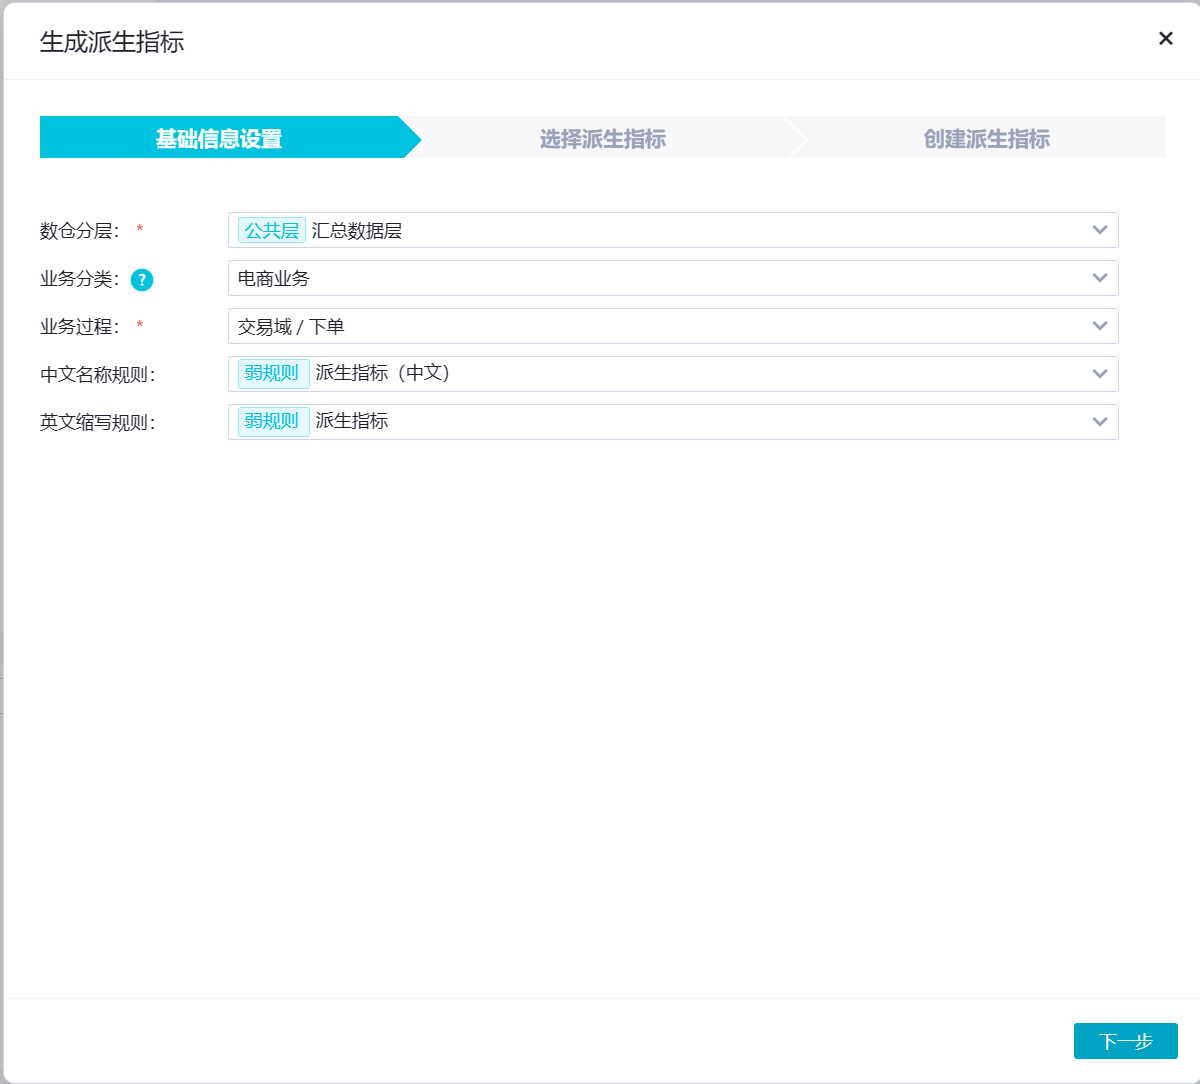 生成派生指标
基础信息设置 选择派生指标 创建派生指标
数仓分层： * 公共层 汇总数据层
业务分类： ? 电商业务
业务过程： * 交易域 / 下单
中文名称规则： 弱规则 派生指标（中文）
英文缩写规则： 弱规则 派生指标
下一步